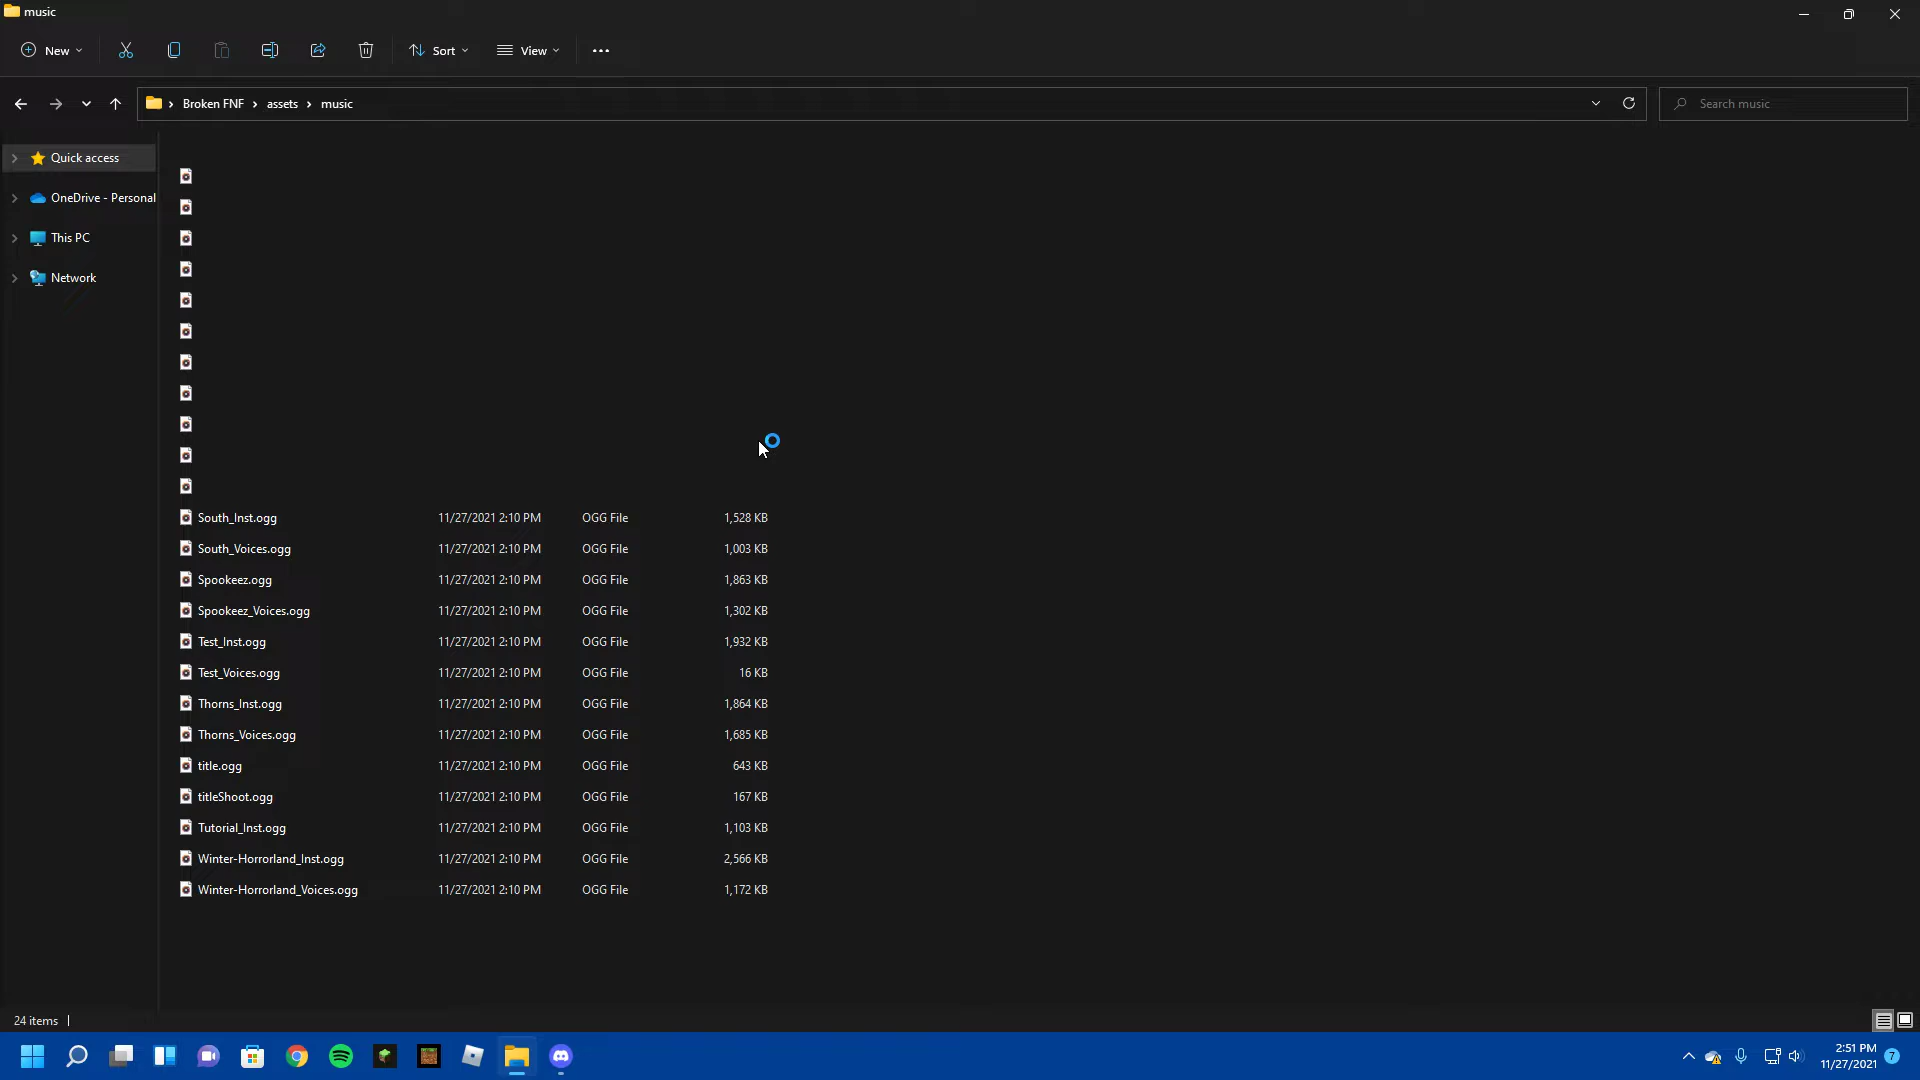 music
New
Sort
View
Broken FNF > assets > music
Search music
Quick access
OneDrive - Personal
This PC
Network
South_Inst.ogg 11/27/2021 2:10 PM OGG File 1,528 KB
South_Voices.ogg 11/27/2021 2:10 PM OGG File 1,003 KB
Spookeez.ogg 11/27/2021 2:10 PM OGG File 1,863 KB
Spookeez_Voices.ogg 11/27/2021 2:10 PM OGG File 1,302 KB
Test_Inst.ogg 11/27/2021 2:10 PM OGG File 1,932 KB
Test_Voices.ogg 11/27/2021 2:10 PM OGG File 16 KB
Thorns_Inst.ogg 11/27/2021 2:10 PM OGG File 1,864 KB
Thorns_Voices.ogg 11/27/2021 2:10 PM OGG File 1,685 KB
title.ogg 11/27/2021 2:10 PM OGG File 643 KB
titleShoot.ogg 11/27/2021 2:10 PM OGG File 167 KB
Tutorial_Inst.ogg 11/27/2021 2:10 PM OGG File 1,103 KB
Winter-Horrorland_Inst.ogg 11/27/2021 2:10 PM OGG File 2,566 KB
Winter-Horrorland_Voices.ogg 11/27/2021 2:10 PM OGG File 1,172 KB
24 items
2:51 PM
11/27/2021
7